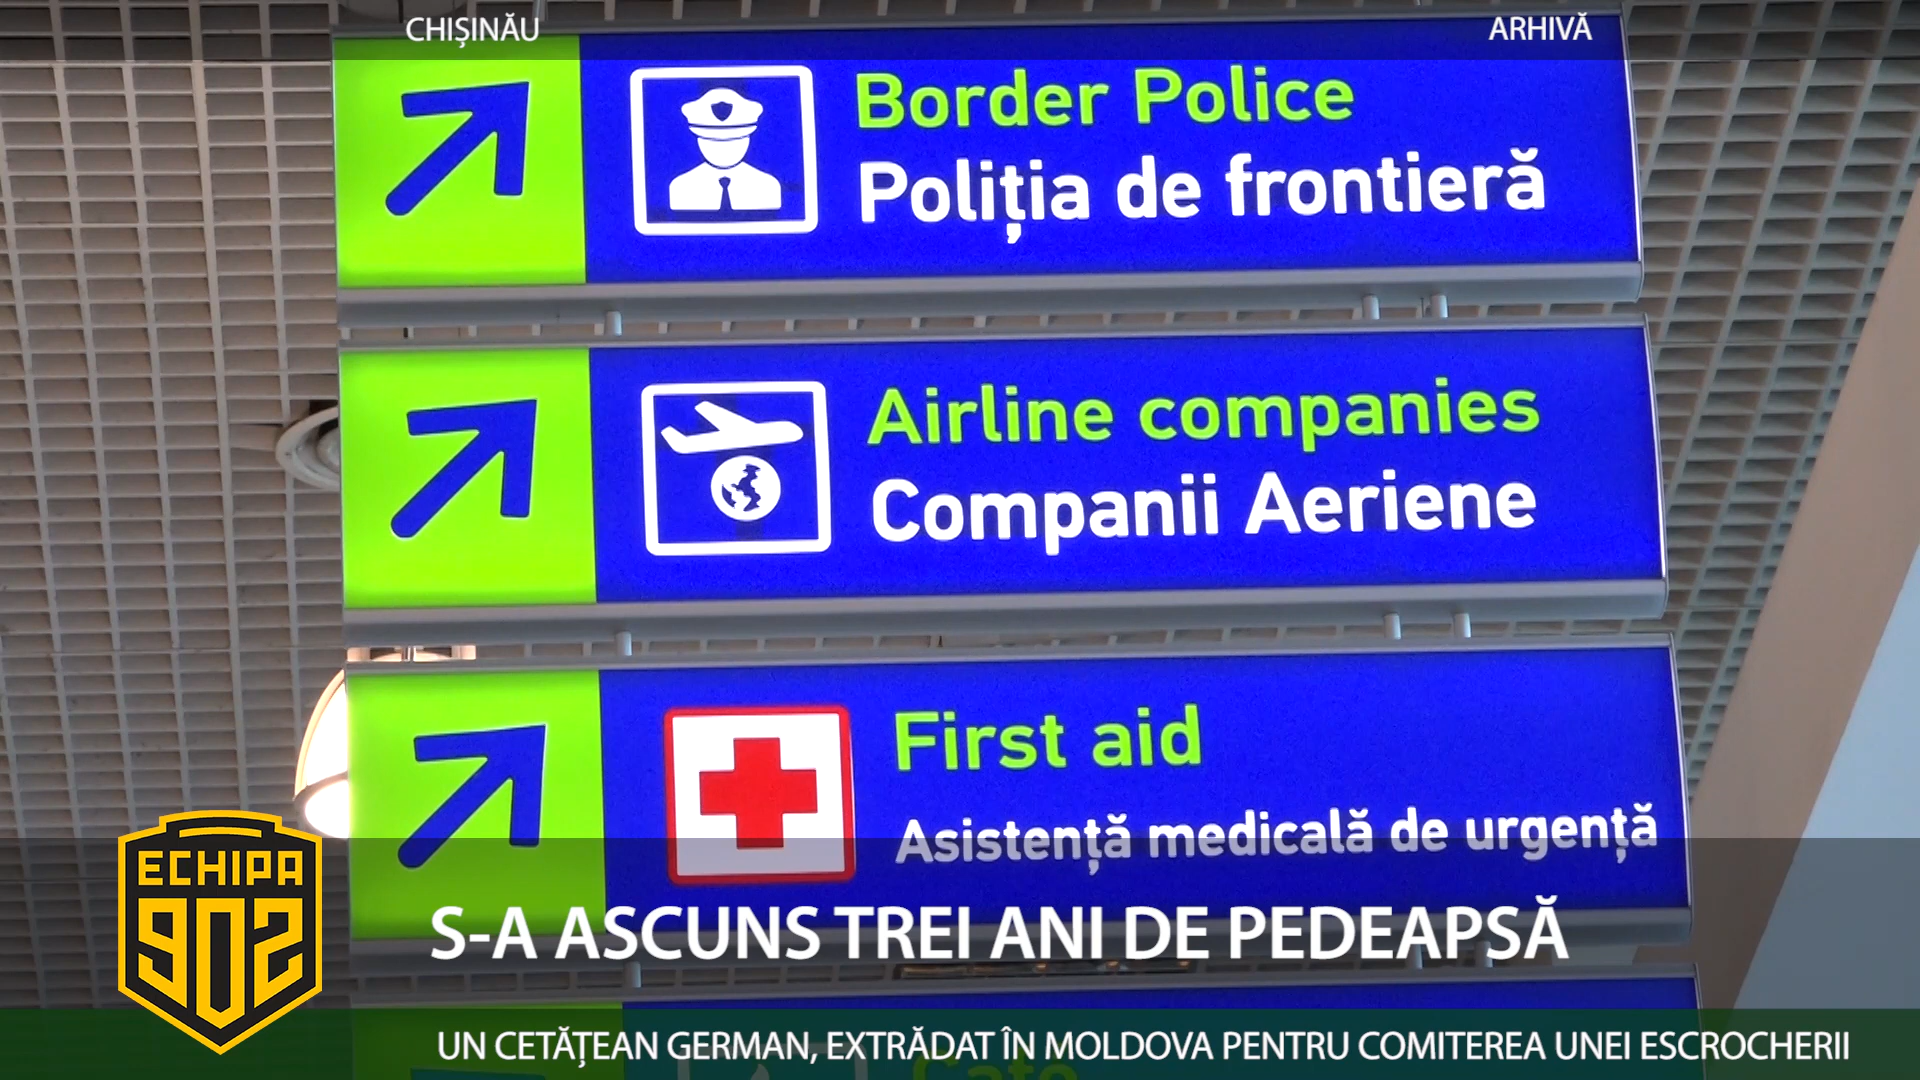 CHIȘINĂU
ARHIVĂ
Border Police
Poliția de frontieră
Airline companies
Companii Aeriene
First aid
Asistență medicală de urgență
ECHIPA
902
S-A ASCUNS TREI ANI DE PEDEAPSĂ
UN CETĂȚEAN GERMAN, EXTRĂDAT ÎN MOLDOVA PENTRU COMITEREA UNEI ESCROCHERII
Cafe